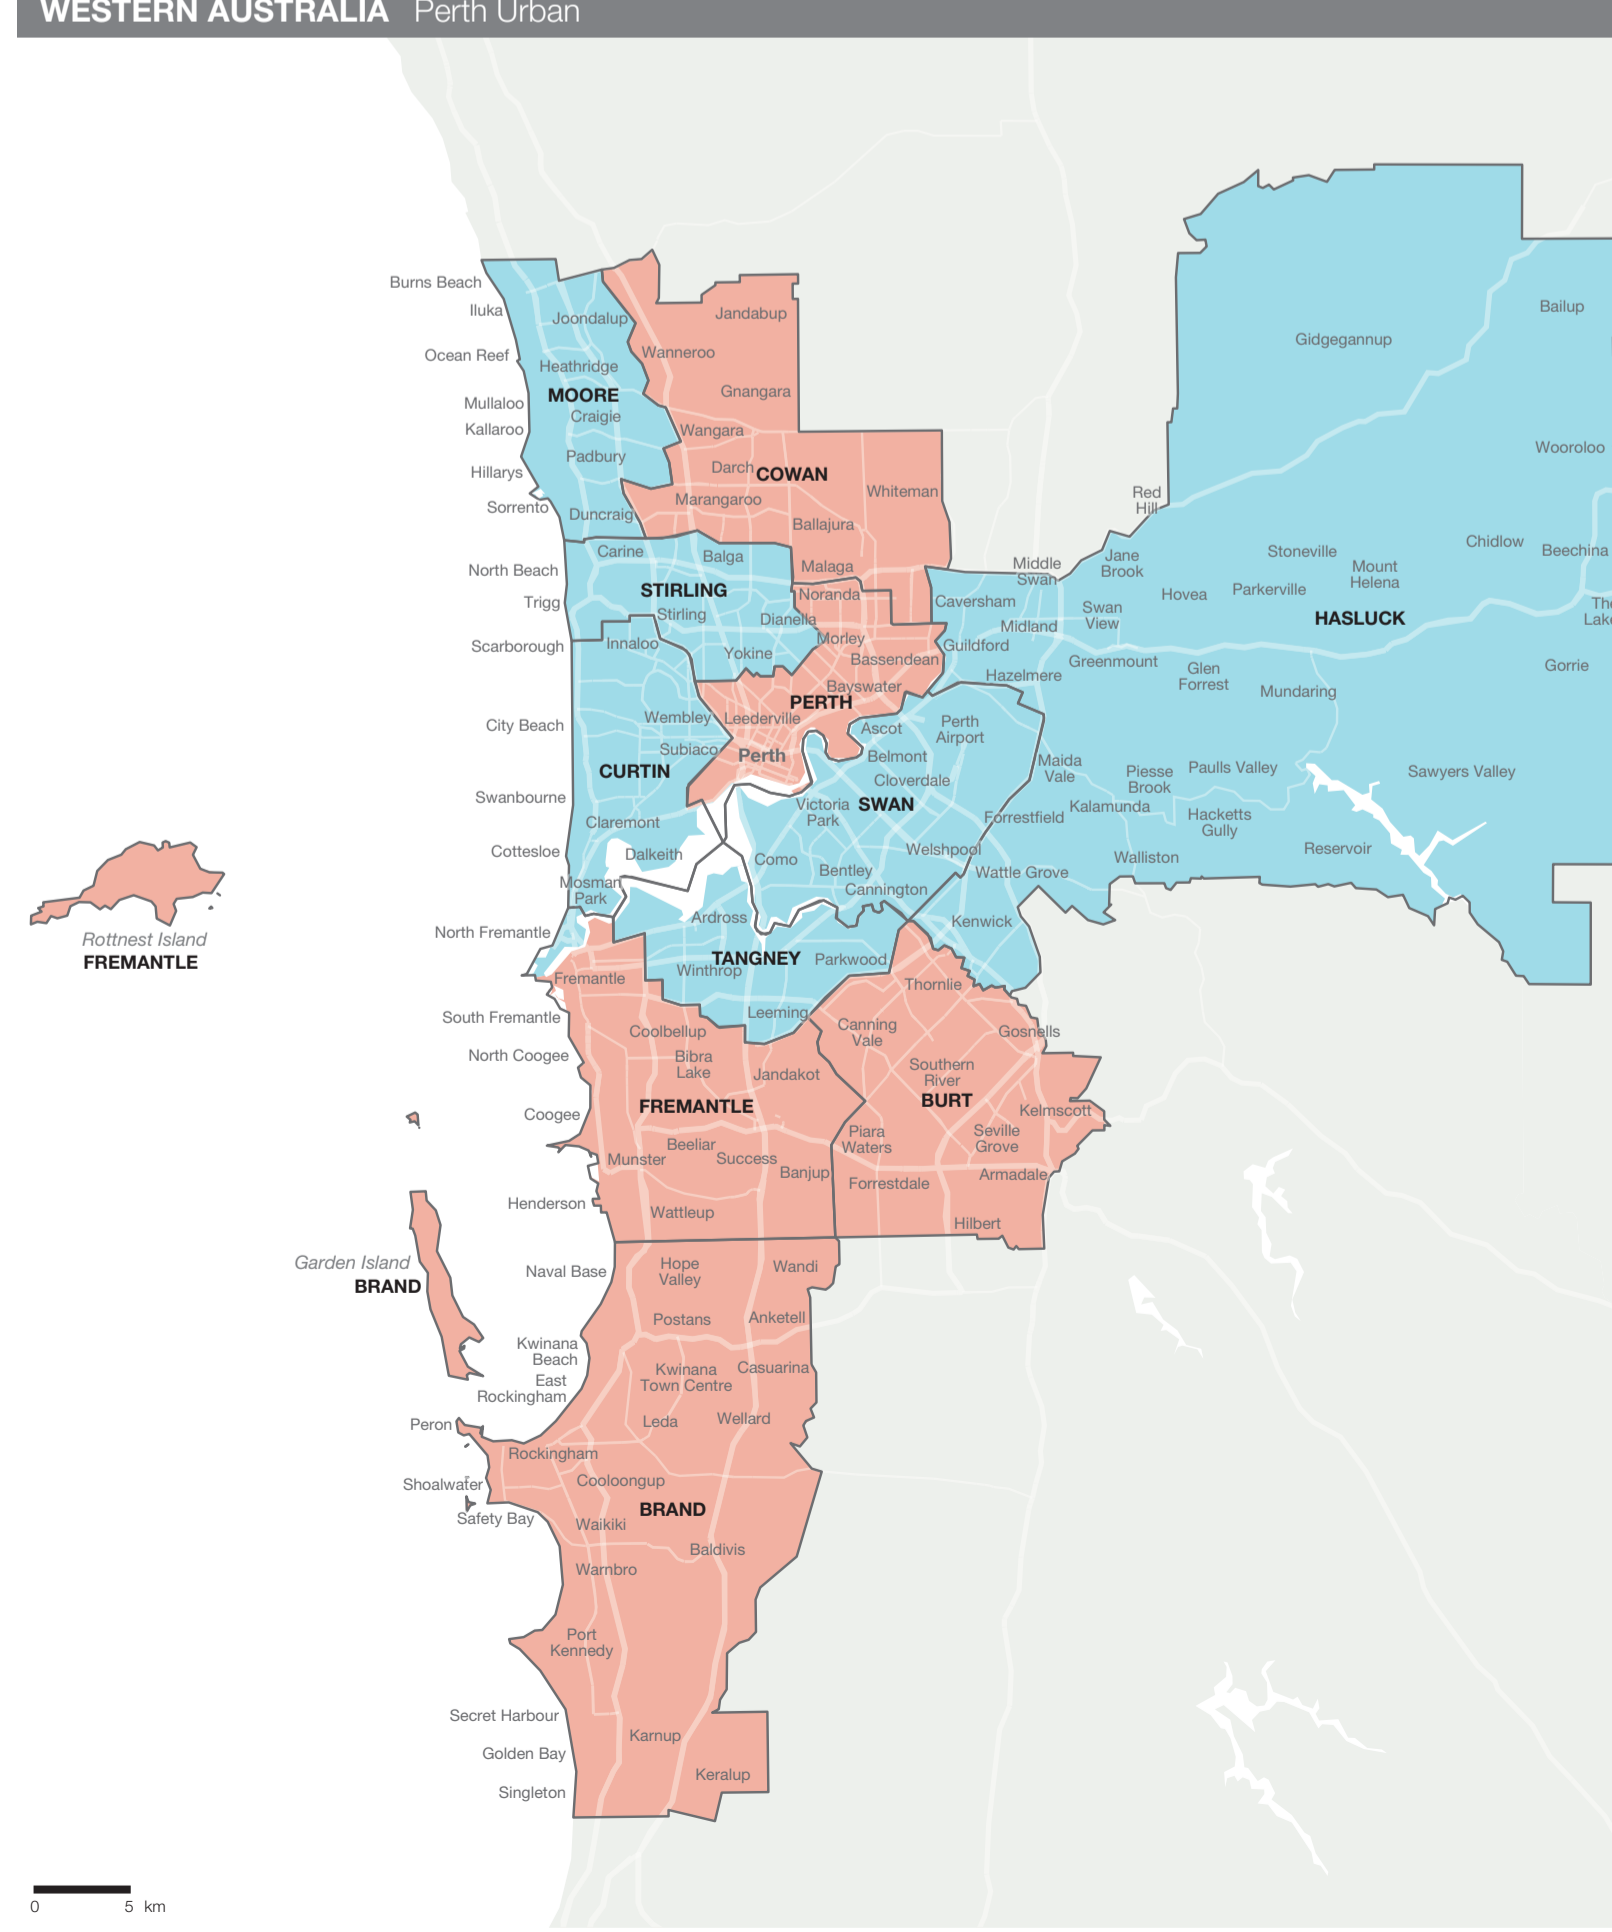 WESTERN AUSTRALIA Perth Urban
Burns Beach
Iluka
Joondalup
Jandabup
Bailup
Gidgegannup
Ocean Reef
Wanneroo
Heathridge
MOORE
Gnangara
Mullaloo
Craigie
Kallaroo
Wangara
Wooroloo
Padbury
Darch
COWAN
Hillarys
Whiteman
Red
Hill
Marangaroo
Sorrento
Duncraig
Ballajura
Chidlow
Beechina
Carine
Balga
Stoneville
North Beach
Malaga
Middle
Swan
Jane
Brook
Mount
Helena
STIRLING
Noranda
Hovea
Parkerville
Trigg
Caversham
Swan
View
The
Lake
Stirling
Dianella
Midland
HASLUCK
Scarborough
Innaloo
Morley
Guildford
Yokine
Bassendean
Greenmount
Gorrie
Hazelmere
Glen
Forrest
Bayswater
Mundaring
PERTH
City Beach
Wembley
Leederville
Ascot
Perth
Airport
Subiaco
Perth
Belmont
Maida
Vale
CURTIN
Cloverdale
Piesse
Brook
Paulls Valley
Sawyers Valley
Swanbourne
Victoria
Park
SWAN
Kalamunda
Claremont
Forrestfield
Hacketts
Gully
Cottesloe
Dalkeith
Como
Welshpool
Walliston
Reservoir
Bentley
Wattle Grove
Mosman
Park
Cannington
Ardross
Kenwick
North Fremantle
Rottnest Island
FREMANTLE
TANGNEY
Parkwood
Winthrop
Fremantle
Thornlie
South Fremantle
Leeming
Coolbellup
Canning
Vale
Gosnells
North Coogee
Bibra
Lake
Jandakot
Southern
River
FREMANTLE
BURT
Coogee
Kelmscott
Beeliar
Piara
Waters
Seville
Grove
Munster
Success
Banjup
Armadale
Forrestdale
Henderson
Wattleup
Hilbert
Garden Island
BRAND
Naval Base
Hope
Valley
Wandi
Postans
Anketell
Kwinana
Beach
Kwinana
Town Centre
Casuarina
East
Rockingham
Peron
Leda
Wellard
Rockingham
Shoalwater
Cooloongup
BRAND
Safety Bay
Waikiki
Baldivis
Warnbro
Port
Kennedy
Secret Harbour
Karnup
Golden Bay
Keralup
Singleton
0 5 km